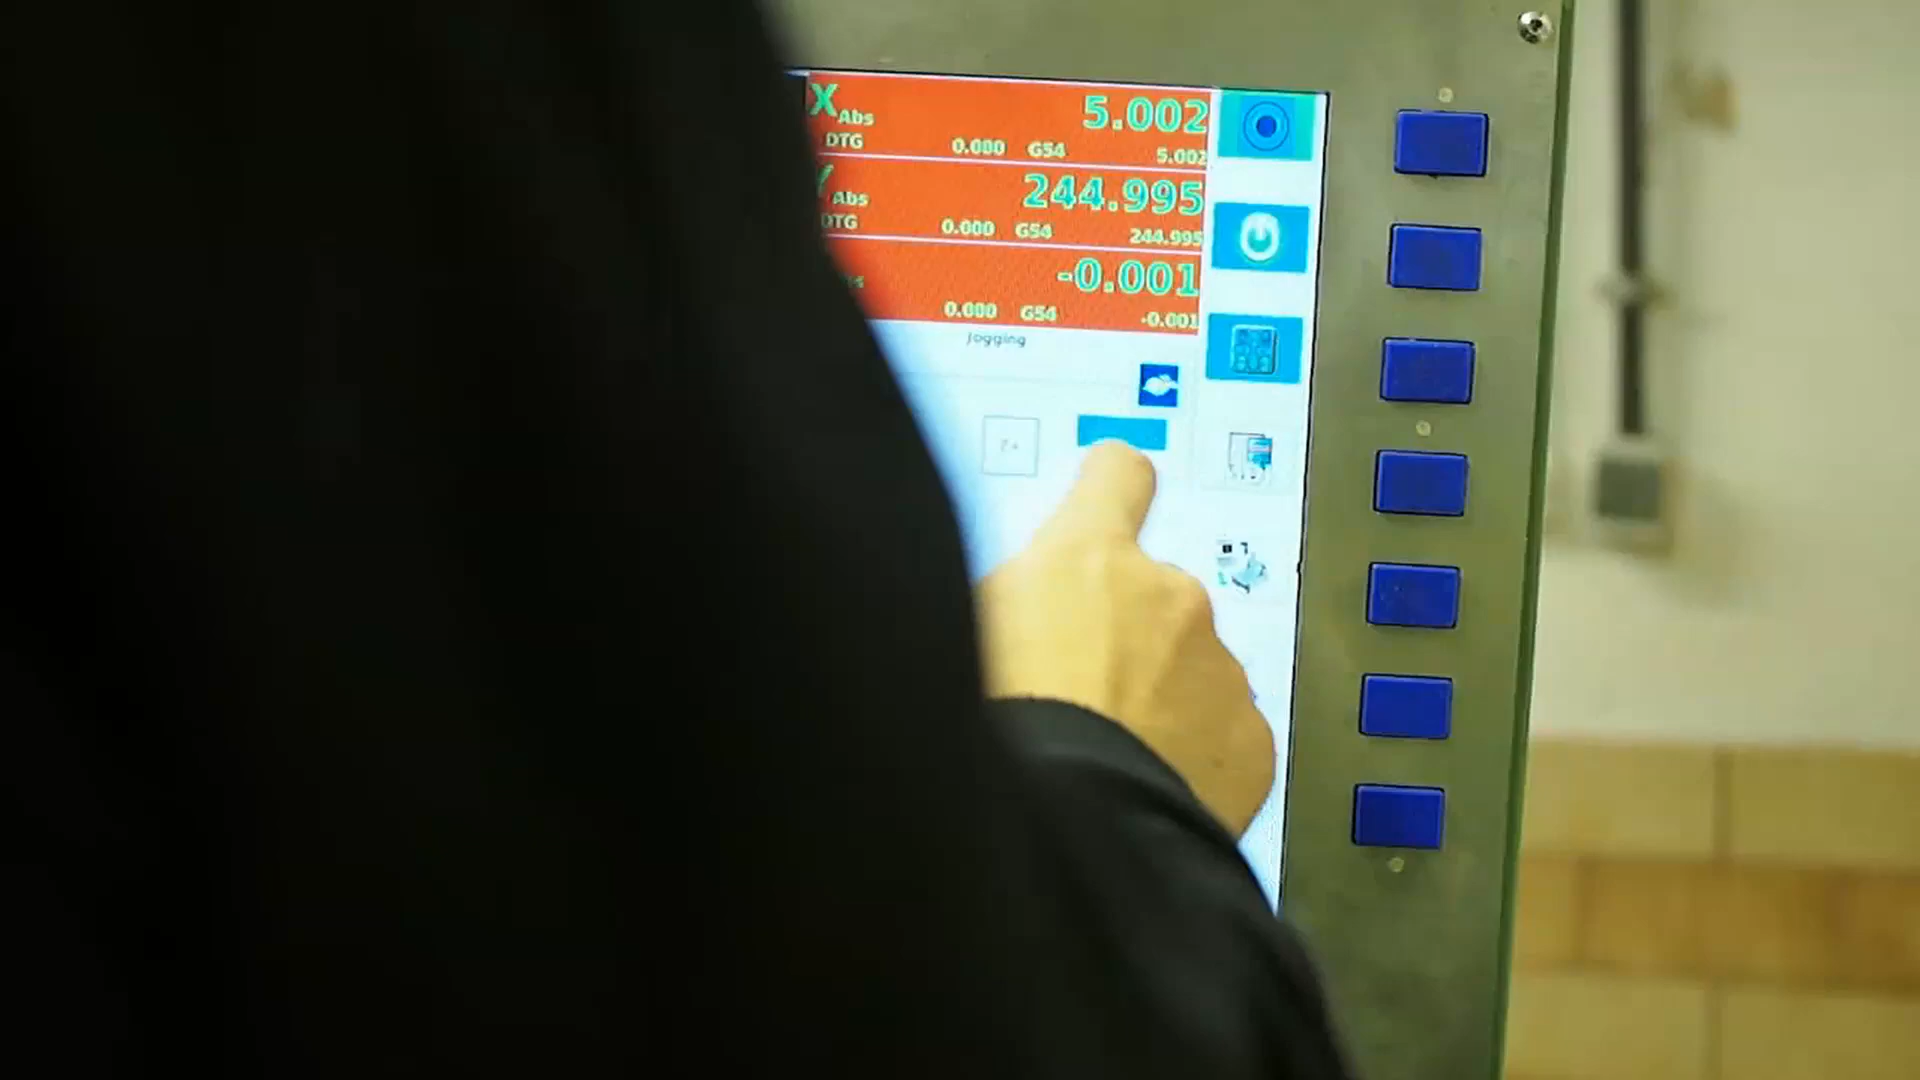 X Abs 5.002
DTG 0.000 G54 5.002
Y Abs 244.995
DTG 0.000 G54 244.995
-0.001
0.000 G54 -0.001
Jogging